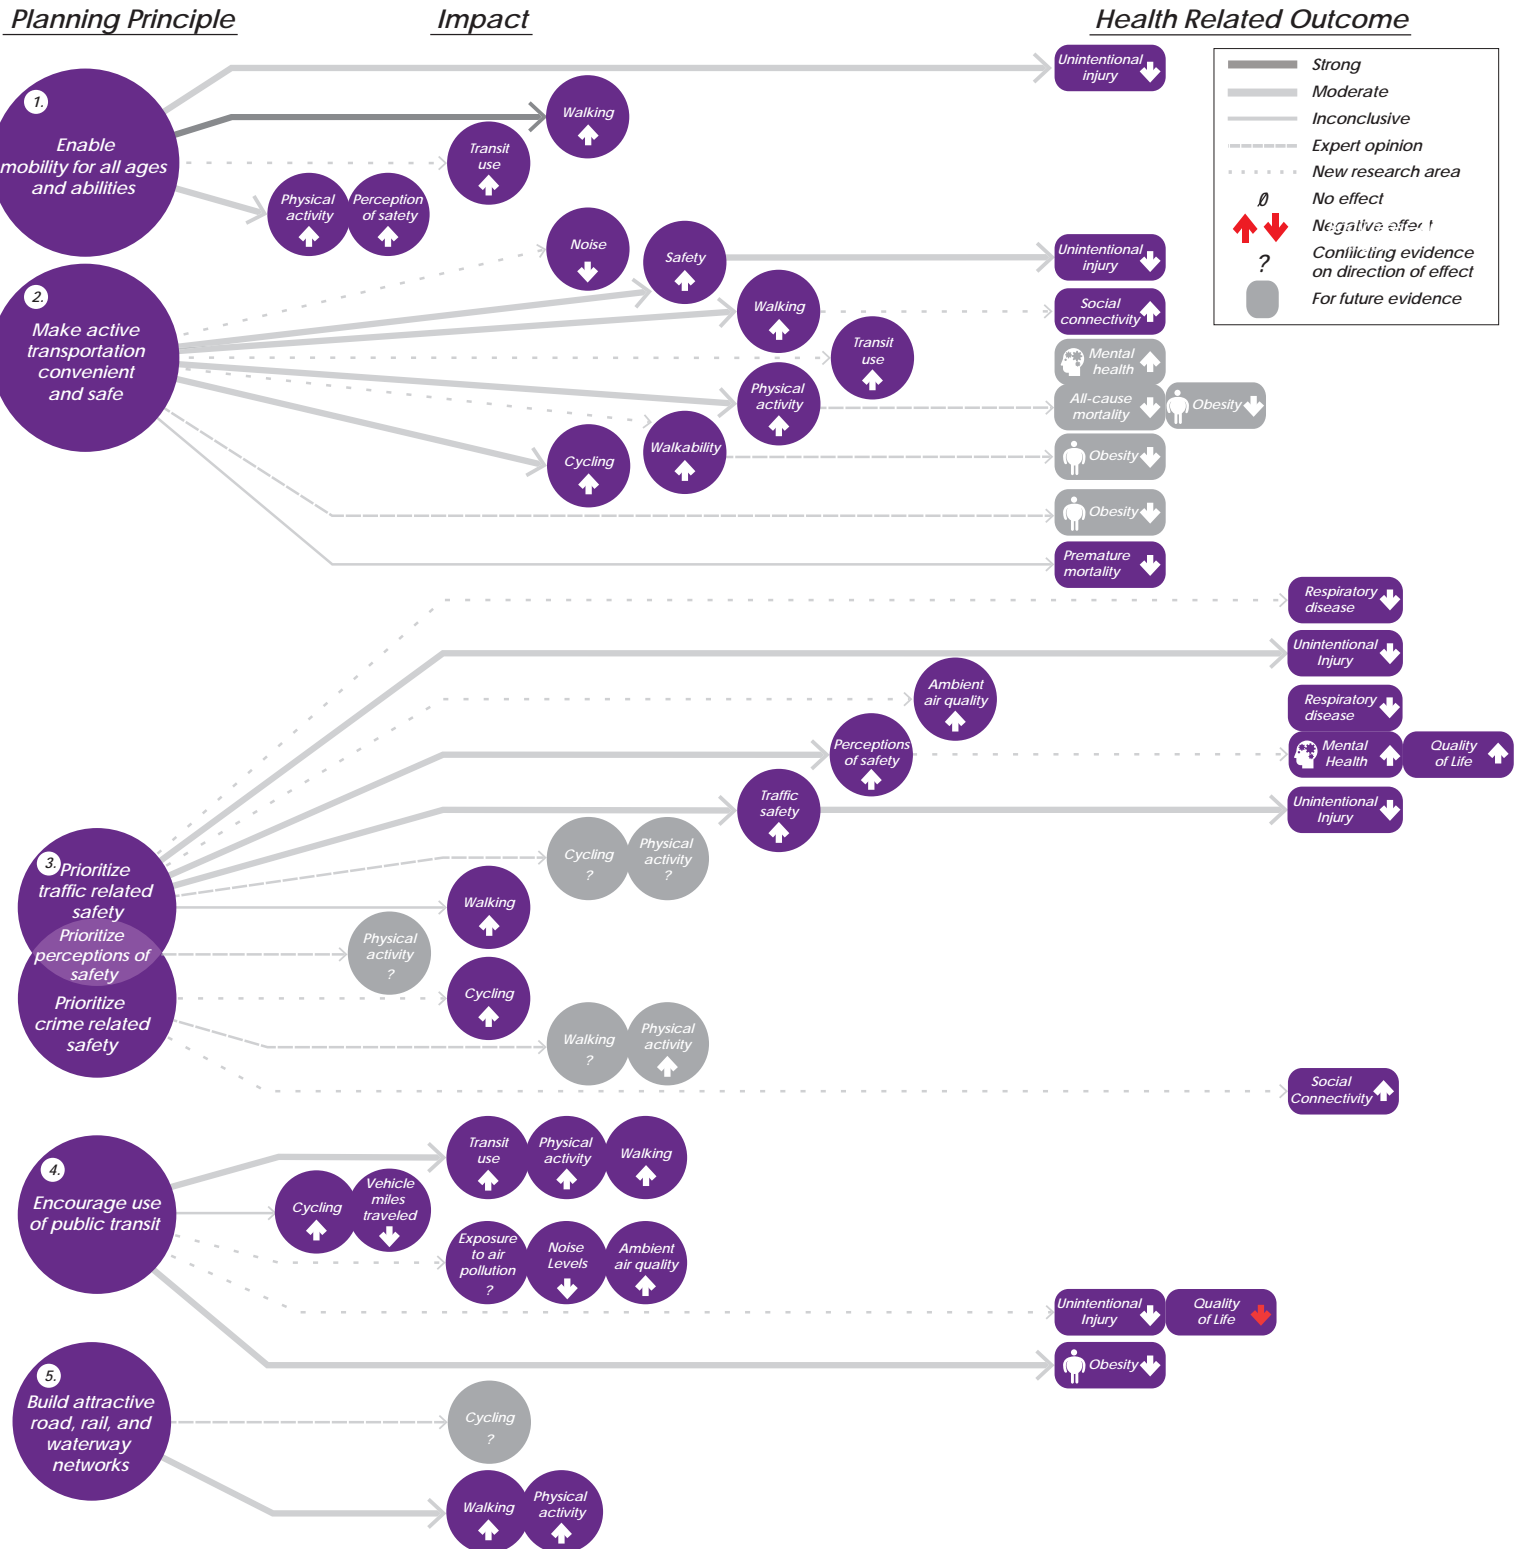 Planning Principle
Impact
Health Related Outcome
Strong
Moderate
Inconclusive
Expert opinion
New research area
Ø
No effect
Negative effect
?
Conflicting evidence
on direction of effect
For future evidence
1.
Enable
mobility for all ages
and abilities
Unintentional
injury
Walking
Transit
use
Physical
activity
Perception
of satety
2.
Make active
transportation
convenient
and safe
Noise
Safety
Unintentional
injury
Walking
Social
connectivity
Transit
use
Mental
health
Physical
activity
All-cause
mortality
Obesity
Cycling
Walkability
Obesity
Obesity
Premature
mortality
Respiratory
disease
Unintentional
Injury
Ambient
air quality
Respiratory
disease
Perceptions
of safety
Mental
Health
Quality
of Life
Traffic
safety
Unintentional
Injury
3.
Prioritize
traffic related
safety
Prioritize
perceptions of
safety
Prioritize
crime related
safety
Cycling
?
Physical
activity
?
Walking
Physical
activity
?
Cycling
Walking
?
Physical
activity
Social
Connectivity
4.
Encourage use
of public transit
Transit
use
Physical
activity
Walking
Cycling
Vehicle
miles
traveled
Exposure
to air
pollution
?
Noise
Levels
Ambient
air quality
Unintentional
Injury
Quality
of Life
Obesity
5.
Build attractive
road, rail, and
waterway
networks
Cycling
?
Walking
Physical
activity